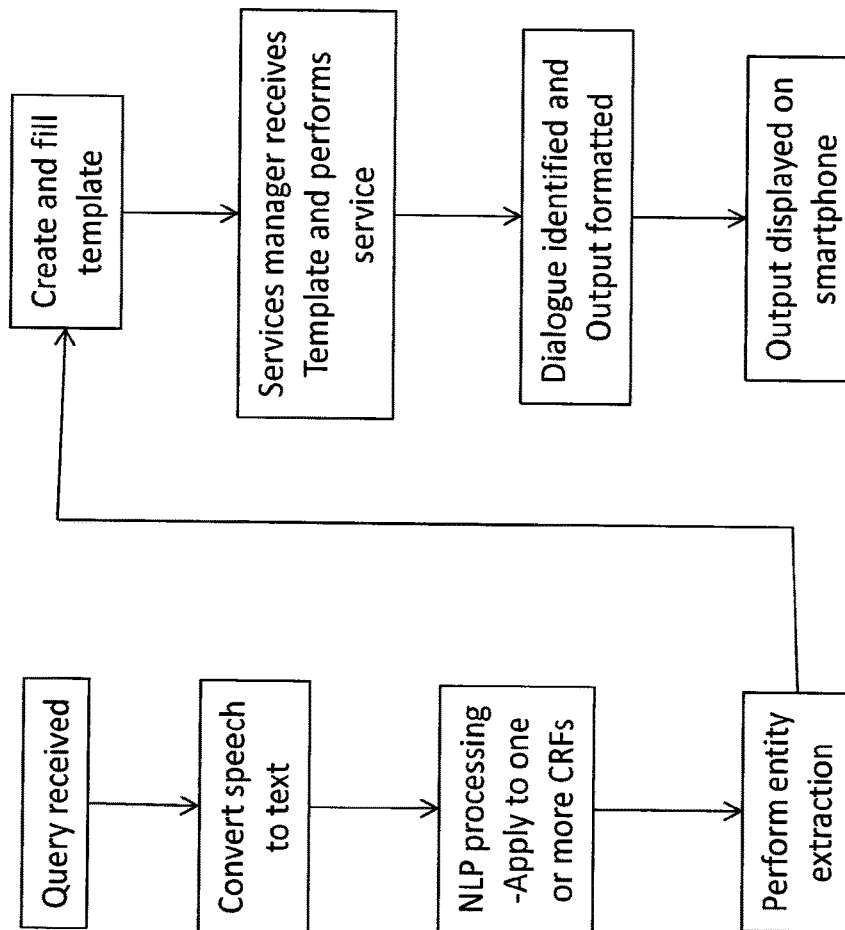 Query received
Convert speech
to text
NLP processing
-Apply to one
or more CRFs
Perform entity
extraction
Create and fill
template
Services manager receives
Template and performs
service
Dialogue identified and
Output formatted
Output displayed on
smartphone